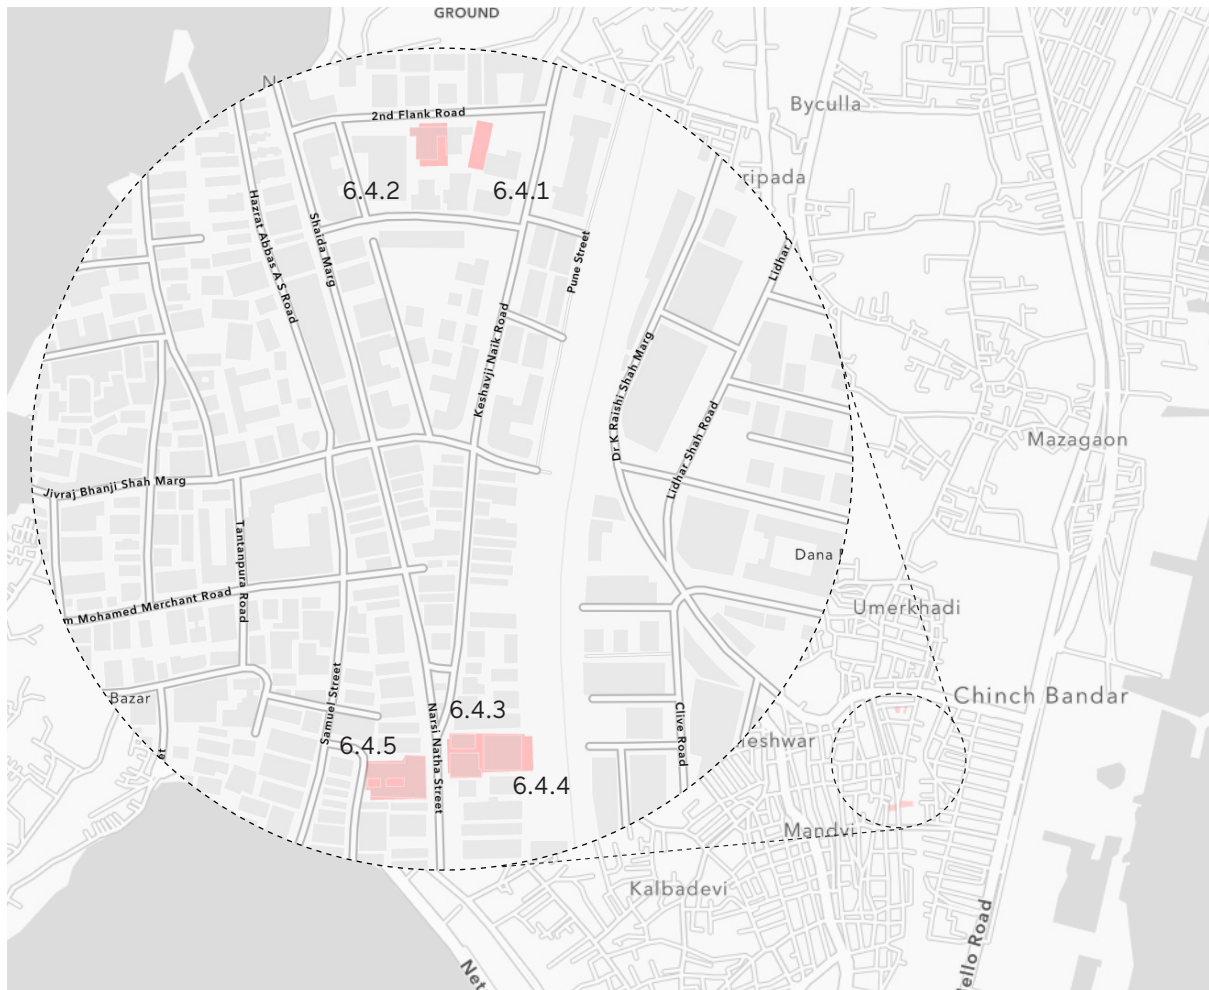 GROUND
N
Byculla
2nd Flank Road
ripada
6.4.2
6.4.1
Hazrat Abbas A S Road
Shaida Marg
Pune Street
Lidhar
Keshavji Naik Road
Dr K Raishi Shah Marg
Lidhar Shah Road
Mazagaon
Jivraj Bhanji Shah Marg
Tantanpura Road
Dana
m Mohamed Merchant Road
Umerkhadi
Bazar
Samuel Street
Narsi Natha Street
6.4.3
Clive Road
Chinch Bandar
6.4.5
et
leshwar
6.4.4
Mandvi
Kalbadevi
ello Road
Net